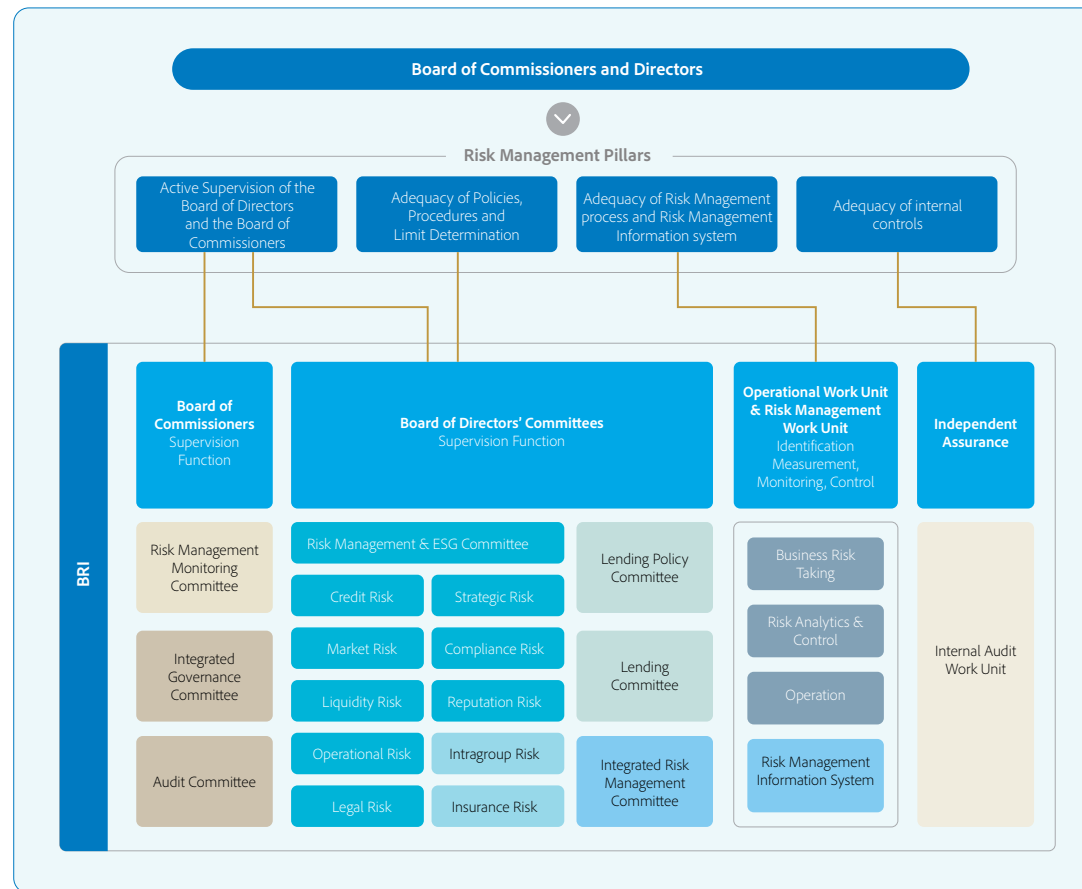 Board of Commissioners and Directors
Risk Management Pillars
Active Supervision of the
Board of Directors
and the Board of
Commissioners
Adequacy of Policies,
Procedures and
Limit Determination
Adequacy of Risk Mnagement
process and Risk Management
Information system
Adequacy of internal
controls
BRI
Board of
Commissioners
Supervision
Function
Board of Directors' Committees
Supervision Function
Operational Work Unit
& Risk Management
Work Unit
Identification
Measurement,
Monitoring, Control
Independent
Assurance
Risk Management
Monitoring
Committee
Integrated
Governance
Committee
Audit Committee
Risk Management & ESG Committee
Credit Risk
Strategic Risk
Market Risk
Compliance Risk
Liquidity Risk
Reputation Risk
Operational Risk
Intragroup Risk
Legal Risk
Insurance Risk
Lending Policy
Committee
Lending
Committee
Integrated Risk
Management
Committee
Business Risk
Taking
Risk Analytics &
Control
Operation
Risk Management
Information System
Internal Audit
Work Unit